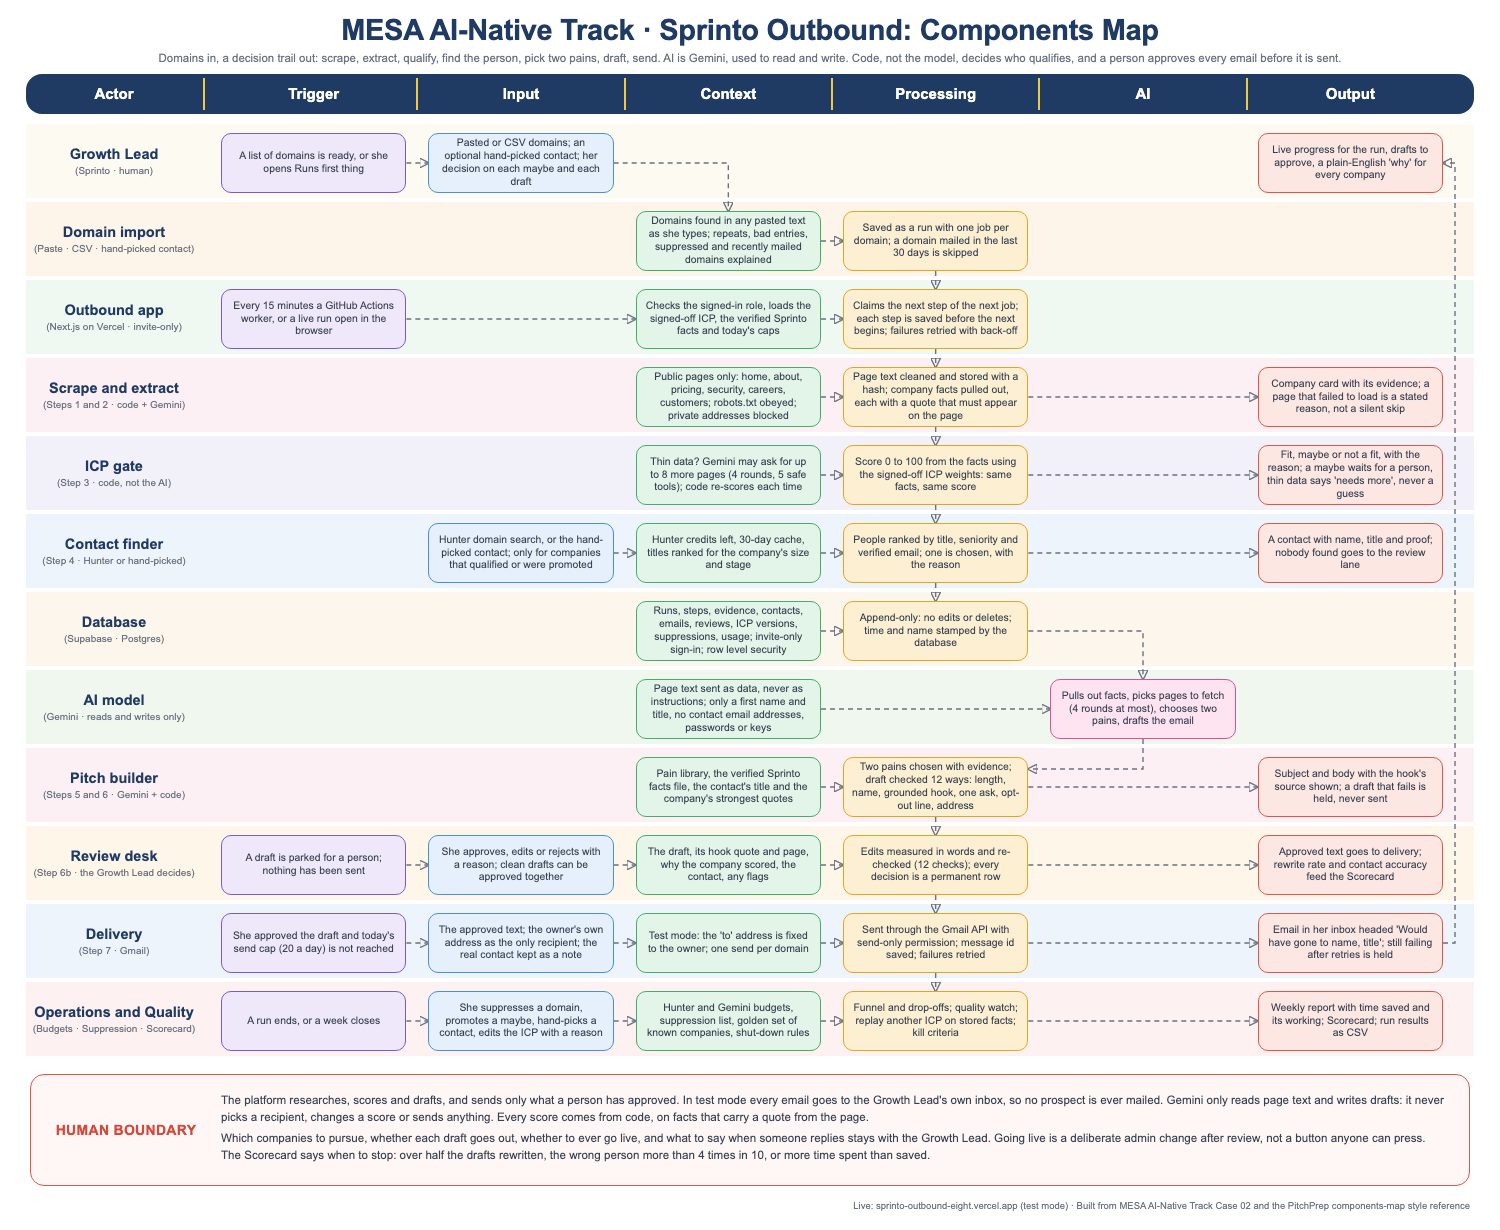 MESA AI-Native Track · Sprinto Outbound: Components Map
Domains in, a decision trail out: scrape, extract, qualify, find the person, pick two pains, draft, send. AI is Gemini, used to read and write. Code, not the model, decides who qualifies, and a person approves every email before it is sent.
Actor
Trigger
Input
Context
Processing
AI
Output
Growth Lead
(Sprinto · human)
A list of domains is ready, or she
opens Runs first thing
Pasted or CSV domains; an
optional hand-picked contact; her
decision on each maybe and each
draft
Live progress for the run, drafts to
approve, a plain-English 'why' for
every company
Domain import
(Paste · CSV · hand-picked contact)
Domains found in any pasted text
as she types; repeats, bad entries,
suppressed and recently mailed
domains explained
Saved as a run with one job per
domain; a domain mailed in the last
30 days is skipped
Outbound app
(Next.js on Vercel · invite-only)
Every 15 minutes a GitHub Actions
worker, or a live run open in the
browser
Checks the signed-in role, loads the
signed-off ICP, the verified Sprinto
facts and today's caps
Claims the next step of the next job;
each step is saved before the next
begins; failures retried with back-off
Scrape and extract
(Steps 1 and 2 · code + Gemini)
Public pages only: home, about,
pricing, security, careers,
customers; robots.txt obeyed;
private addresses blocked
Page text cleaned and stored with a
hash; company facts pulled out,
each with a quote that must appear
on the page
Company card with its evidence; a
page that failed to load is a stated
reason, not a silent skip
ICP gate
(Step 3 · code, not the AI)
Thin data? Gemini may ask for up
to 8 more pages (4 rounds, 5 safe
tools); code re-scores each time
Score 0 to 100 from the facts using
the signed-off ICP weights: same
facts, same score
Fit, maybe or not a fit, with the
reason; a maybe waits for a person,
thin data says 'needs more', never a
guess
Contact finder
(Step 4 · Hunter or hand-picked)
Hunter domain search, or the hand-
picked contact; only for companies
that qualified or were promoted
Hunter credits left, 30-day cache,
titles ranked for the company's size
and stage
People ranked by title, seniority and
verified email; one is chosen, with
the reason
A contact with name, title and proof;
nobody found goes to the review
lane
Database
(Supabase · Postgres)
Runs, steps, evidence, contacts,
emails, reviews, ICP versions,
suppressions, usage; invite-only
sign-in; row level security
Append-only: no edits or deletes;
time and name stamped by the
database
AI model
(Gemini · reads and writes only)
Page text sent as data, never as
instructions; only a first name and
title, no contact email addresses,
passwords or keys
Pulls out facts, picks pages to fetch
(4 rounds at most), chooses two
pains, drafts the email
Pitch builder
(Steps 5 and 6 · Gemini + code)
Pain library, the verified Sprinto
facts file, the contact's title and the
company's strongest quotes
Two pains chosen with evidence;
draft checked 12 ways: length,
name, grounded hook, one ask, opt-
out line, address
Subject and body with the hook's
source shown; a draft that fails is
held, never sent
Review desk
(Step 6b · the Growth Lead decides)
A draft is parked for a person;
nothing has been sent
She approves, edits or rejects with
a reason; clean drafts can be
approved together
The draft, its hook quote and page,
why the company scored, the
contact, any flags
Edits measured in words and re-
checked (12 checks); every
decision is a permanent row
Approved text goes to delivery;
rewrite rate and contact accuracy
feed the Scorecard
Delivery
(Step 7 · Gmail)
She approved the draft and today's
send cap (20 a day) is not reached
The approved text; the owner's own
address as the only recipient; the
real contact kept as a note
Test mode: the 'to' address is fixed
to the owner; one send per domain
Sent through the Gmail API with
send-only permission; message id
saved; failures retried
Email in her inbox headed 'Would
have gone to name, title'; still failing
after retries is held
Operations and Quality
(Budgets · Suppression · Scorecard)
A run ends, or a week closes
She suppresses a domain,
promotes a maybe, hand-picks a
contact, edits the ICP with a reason
Hunter and Gemini budgets,
suppression list, golden set of
known companies, shut-down rules
Funnel and drop-offs; quality watch;
replay another ICP on stored facts;
kill criteria
Weekly report with time saved and
its working; Scorecard; run results
as CSV
HUMAN BOUNDARY
The platform researches, scores and drafts, and sends only what a person has approved. In test mode every email goes to the Growth Lead's own inbox, so no prospect is ever mailed. Gemini only reads page text and writes drafts: it never
picks a recipient, changes a score or sends anything. Every score comes from code, on facts that carry a quote from the page.
Which companies to pursue, whether each draft goes out, whether to ever go live, and what to say when someone replies stays with the Growth Lead. Going live is a deliberate admin change after review, not a button anyone can press.
The Scorecard says when to stop: over half the drafts rewritten, the wrong person more than 4 times in 10, or more time spent than saved.
Live: sprinto-outbound-eight.vercel.app (test mode) · Built from MESA AI-Native Track Case 02 and the PitchPrep components-map style reference